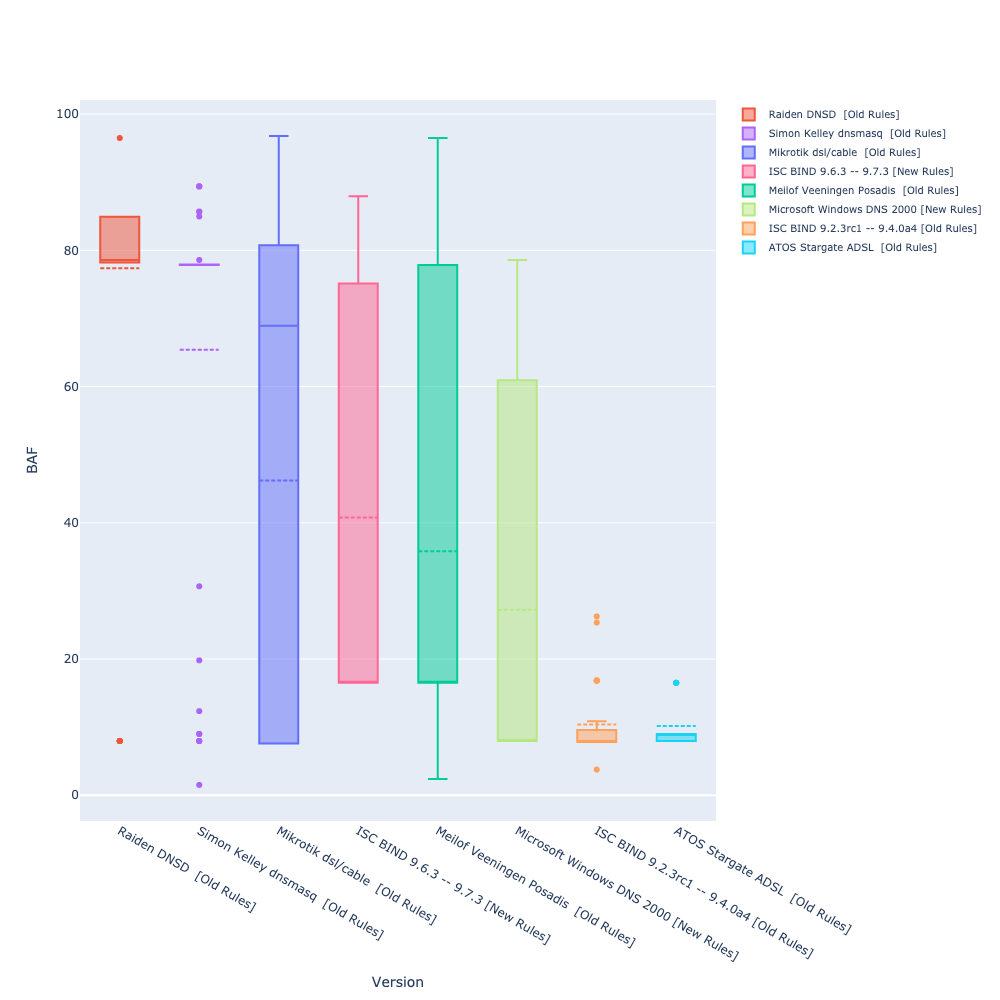 100
80
60
40
20
0
BAF
Raiden DNSD  [Old Rules]
Simon Kelley dnsmasq  [Old Rules]
Mikrotik dsl/cable  [Old Rules]
ISC BIND 9.6.3 -- 9.7.3 [New Rules]
Meilof Veeningen Posadis  [Old Rules]
Microsoft Windows DNS 2000 [New Rules]
ISC BIND 9.2.3rc1 -- 9.4.0a4 [Old Rules]
ATOS Stargate ADSL  [Old Rules]
Version
Raiden DNSD  [Old Rules]
Simon Kelley dnsmasq  [Old Rules]
Mikrotik dsl/cable  [Old Rules]
ISC BIND 9.6.3 -- 9.7.3 [New Rules]
Meilof Veeningen Posadis  [Old Rules]
Microsoft Windows DNS 2000 [New Rules]
ISC BIND 9.2.3rc1 -- 9.4.0a4 [Old Rules]
ATOS Stargate ADSL  [Old Rules]